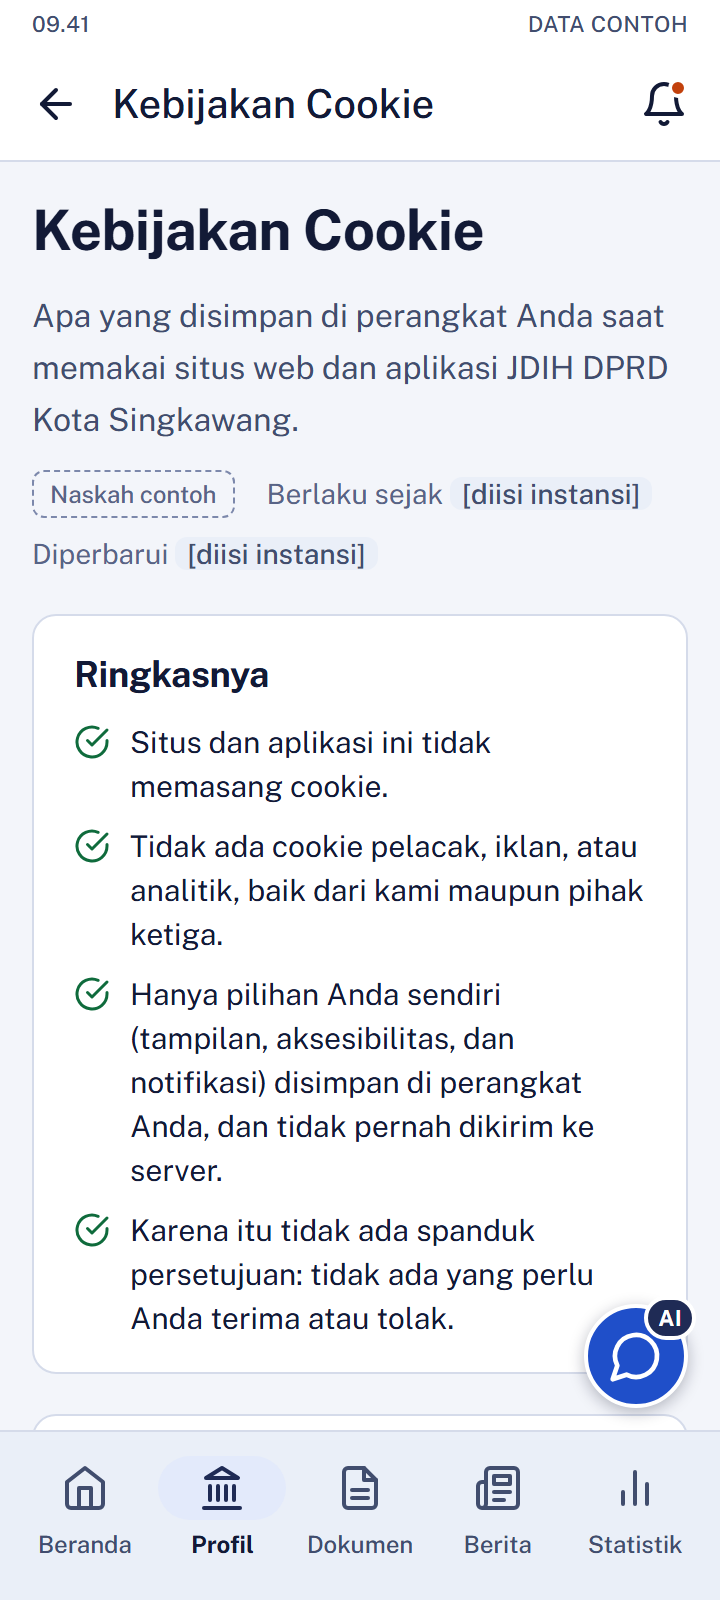 09.41
DATA CONTOH
Kebijakan Cookie
Kebijakan Cookie
Apa yang disimpan di perangkat Anda saat
memakai situs web dan aplikasi JDIH DPRD
Kota Singkawang.
Naskah contoh
Berlaku sejak [diisi instansi]
Diperbarui [diisi instansi]
Ringkasnya
Situs dan aplikasi ini tidak
memasang cookie.
Tidak ada cookie pelacak, iklan, atau
analitik, baik dari kami maupun pihak
ketiga.
Hanya pilihan Anda sendiri
(tampilan, aksesibilitas, dan
notifikasi) disimpan di perangkat
Anda, dan tidak pernah dikirim ke
server.
Karena itu tidak ada spanduk
persetujuan: tidak ada yang perlu
Anda terima atau tolak.
AI
Beranda
Profil
Dokumen
Berita
Statistik